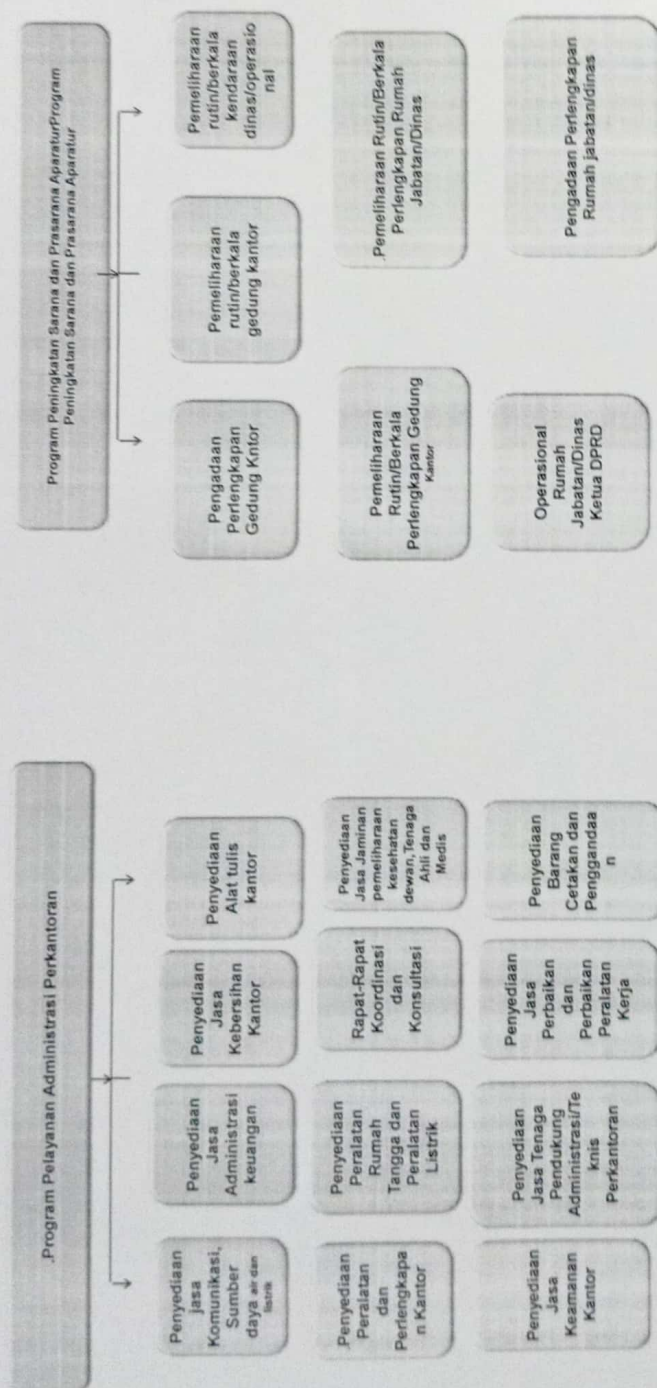 .Program Pelayanan Administrasi Perkantoran
Penyediaan
jasa
Komunikasi,
Sumber
daya air dan
listrik
Penyediaan
Jasa
Administrasi
keuangan
Penyediaan
Jasa
Kebersihan
Kantor
Penyediaan
Alat tulis
kantor
Penyediaan
Peralatan
dan
Perlengkapa
n Kantor
Penyediaan
Peralatan
Rumah
Tangga dan
Peralatan
Listrik
Rapat-Rapat
Koordinasi
dan
Konsultasi
Penyediaan
Jasa Jaminan
pemeliharaan
kesehatan
dewan,Tenaga
Ahli dan
Medis
Penyediaan
Jasa
Keamanan
Kantor
Penyediaan
Jasa Tenaga
Pendukung
Administrasi/Te
knis
Perkantoran
Penyediaan
Jasa
Perbaikan
dan
Perbaikan
Peralatan
Kerja
Penyediaan
Barang
Cetakan dan
Penggandaa
n
Program Peningkatan Sarana dan Prasarana AparaturProgram
Peningkatan Sarana dan Prasarana Aparatur
Pengadaan
Perlengkapan
Gedung Kntor
Pemeliharaan
rutin/berkala
gedung kantor
Pemeliharaan
rutin/berkala
kendaraan
dinas/operasio
nal
Pemeliharaan
Rutin/Berkala
Perlengkapan Gedung
Kantor
.Pemeliharaan Rutin/Berkala
Perlengkapan Rumah
Jabatan/Dinas
Operasional
Rumah
Jabatan/Dinas
Ketua DPRD
Pengadaan Perlengkapan
Rumah jabatan/dinas